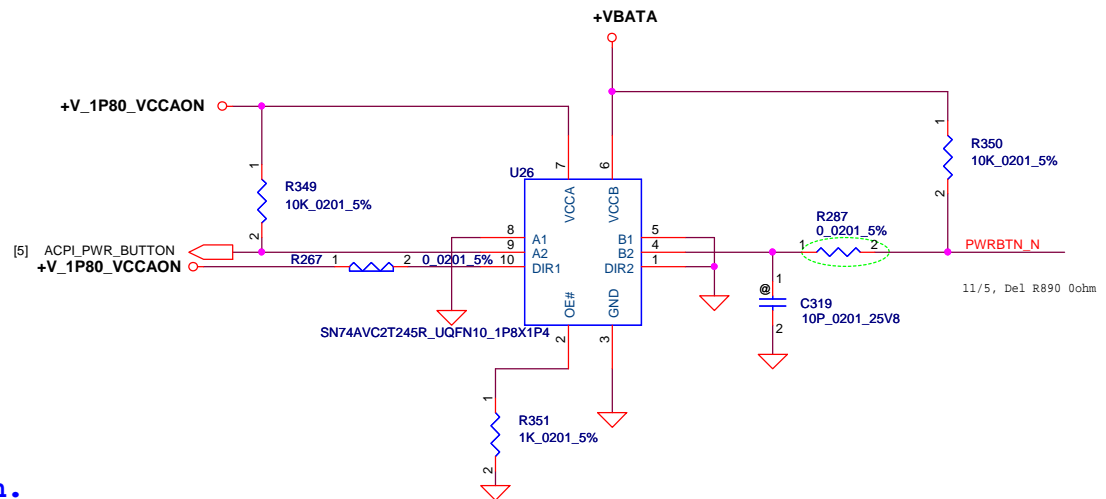 +VBATA
+V_1P80_VCCAON
1
R349
10K_0201_5%
2
7
6
U26
VCCA
VCCB
1
R350
10K_0201_5%
2
[5] ACPI_PWR_BUTTON
+V_1P80_VCCAON
R267 1 2 0_0201_5%
8 A1
9 A2
10 DIR1
B1 5
B2 4
DIR2 1
OE#
GND
R287
0_0201_5%
1 2
PWRBTN_N
11/5, Del R890 0ohm
@ 1
C319
10P_0201_25V8
2
SN74AVC2T245R_UQFN10_1P8X1P4
2
3
1
R351
1K_0201_5%
2